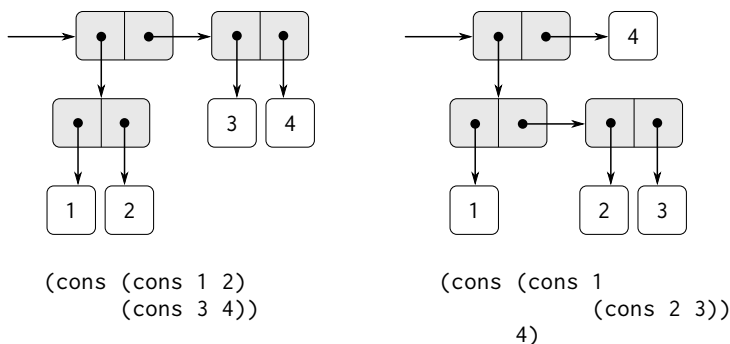 4
3 4
1 2
1 2 3
(cons (cons 1 2)
(cons 3 4))
(cons (cons 1
(cons 2 3))
4)